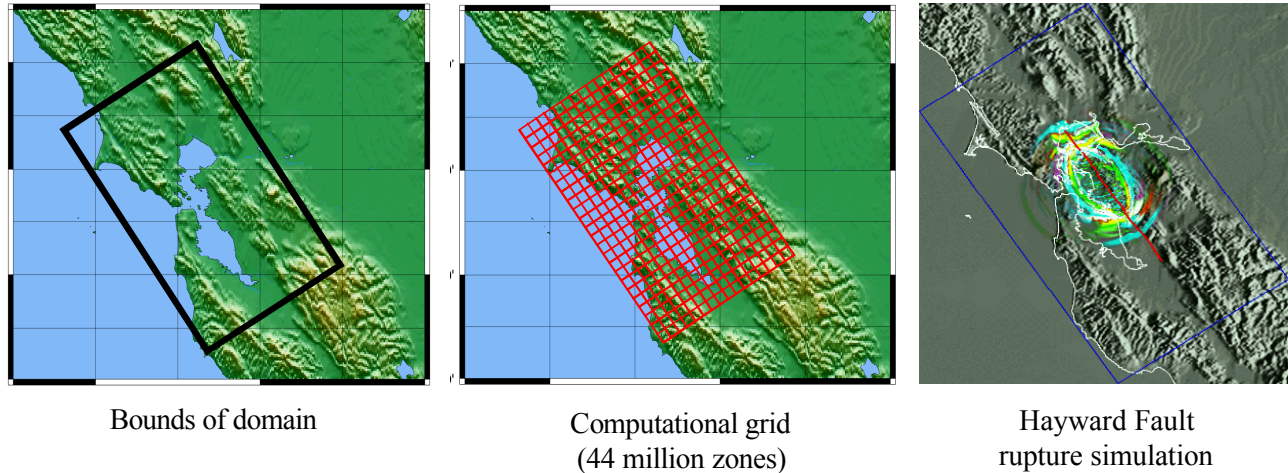 Bounds of domain
Computational grid
(44 million zones)
Hayward Fault
rupture simulation